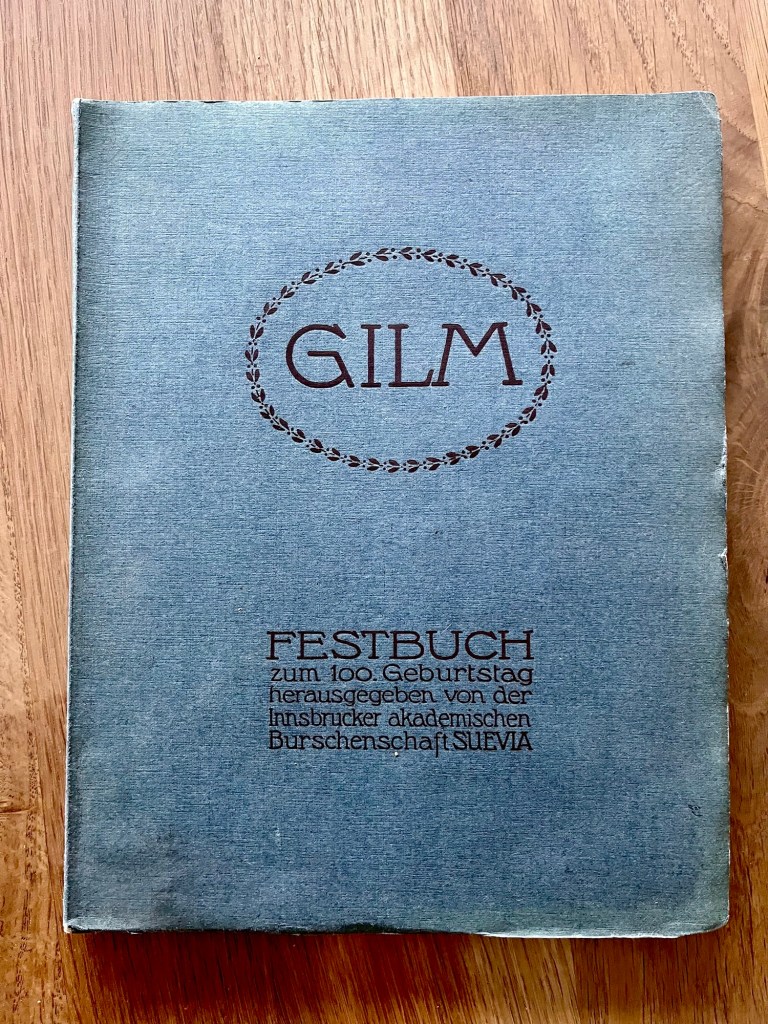 GILM
FESTBUCH
zum 100. Geburtstag
herausgegeben von der
Innsbrucker akademischen
Burschenschaft SUEVIA